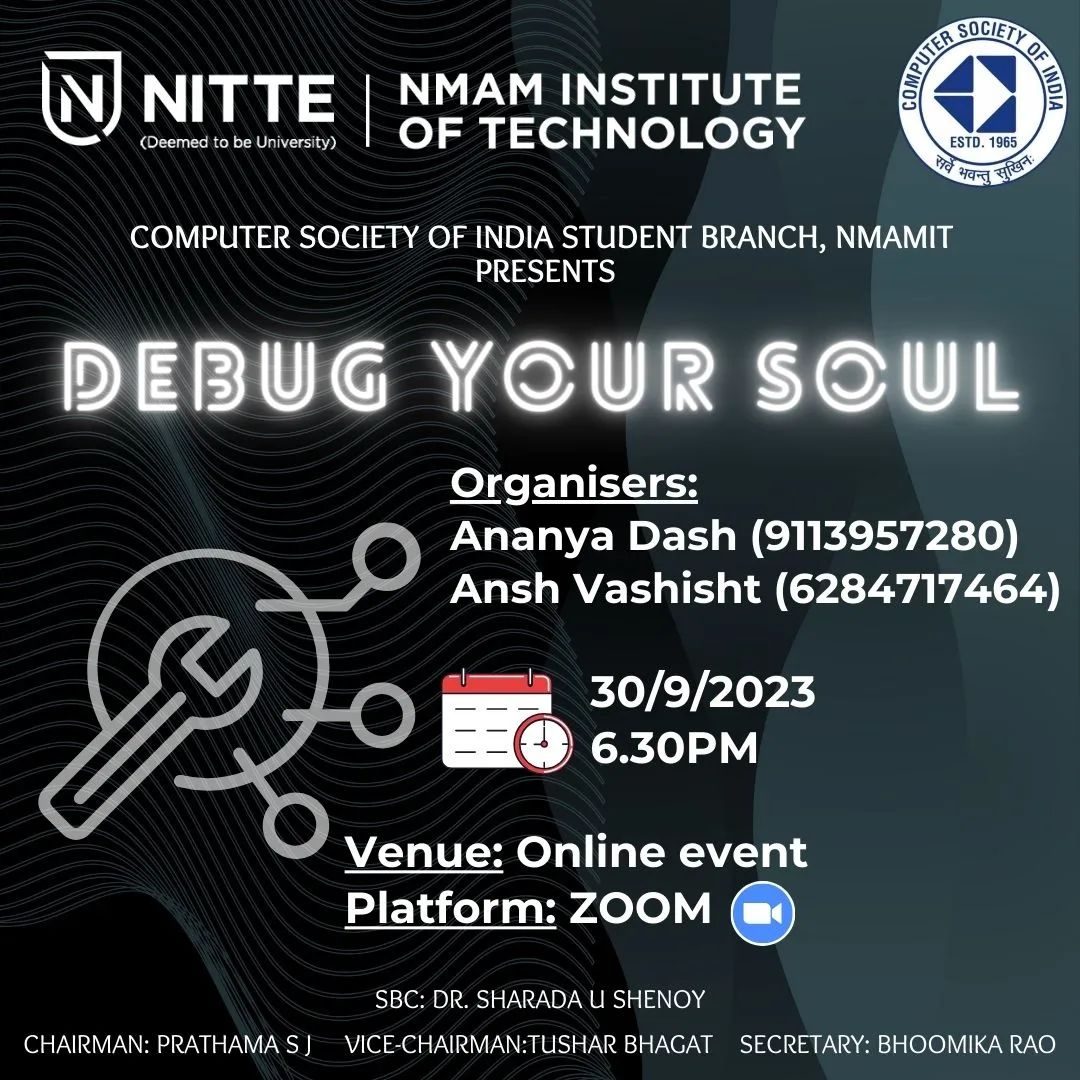 NITTE
(Deemed to be University)
NMAM INSTITUTE
OF TECHNOLOGY
COMPUTER SOCIETY OF INDIA
ESTD. 1965
सर्वे भवन्तु सुखिनः
COMPUTER SOCIETY OF INDIA STUDENT BRANCH, NMAMIT
PRESENTS
DEBUG YOUR SOUL
Organisers:
Ananya Dash (9113957280)
Ansh Vashisht (6284717464)
30/9/2023
6.30PM
Venue: Online event
Platform: ZOOM
SBC: DR. SHARADA U SHENOY
CHAIRMAN: PRATHAMA S J VICE-CHAIRMAN:TUSHAR BHAGAT SECRETARY: BHOOMIKA RAO